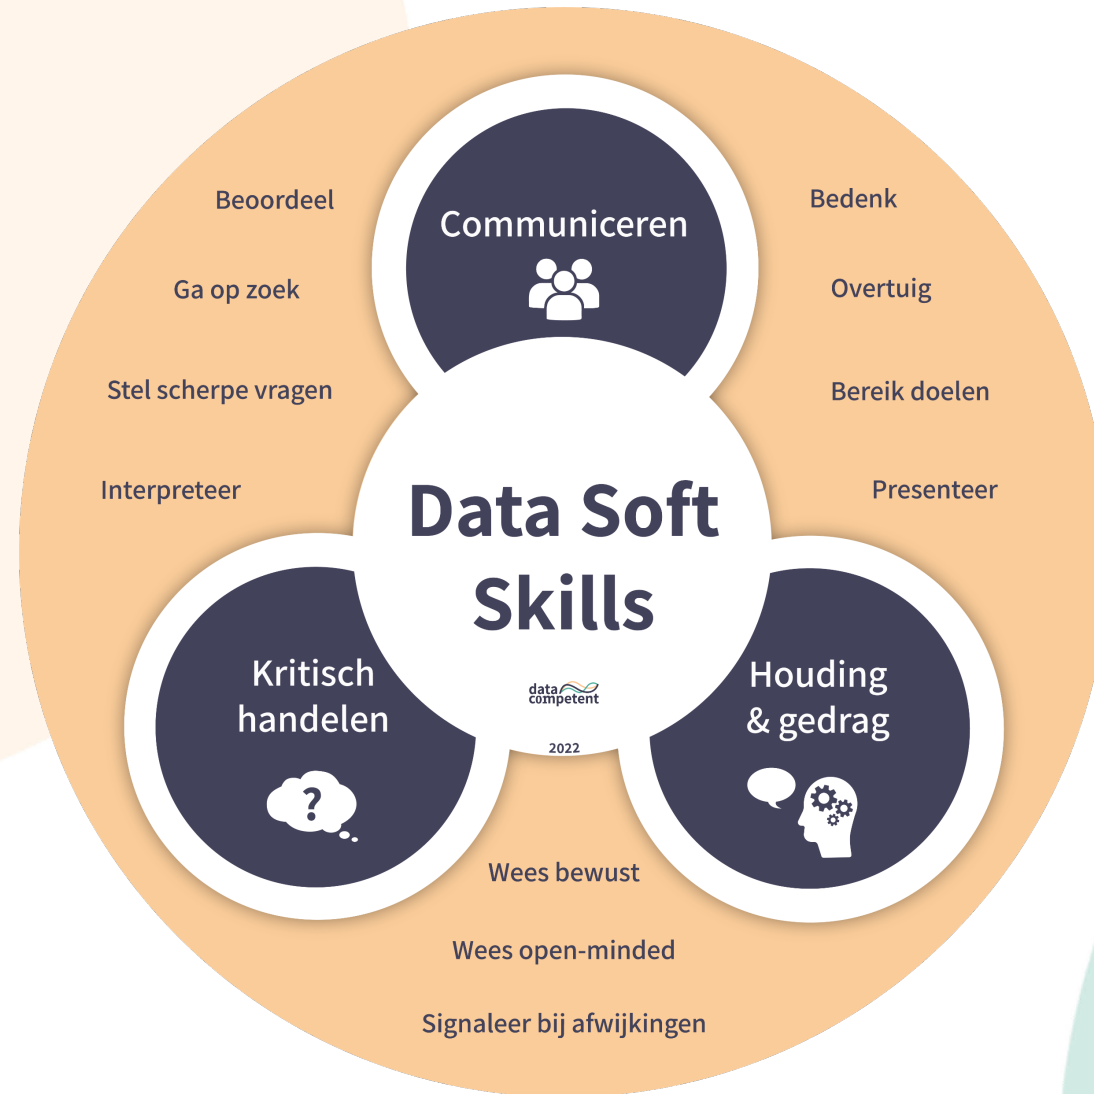 Communiceren
Beoordeel
Ga op zoek
Stel scherpe vragen
Interpreteer
Bedenk
Overtuig
Bereik doelen
Presenteer
Data Soft
Skills
data
competent
2022
Kritisch
handelen
?
Houding
& gedrag
Wees bewust
Wees open-minded
Signaleer bij afwijkingen